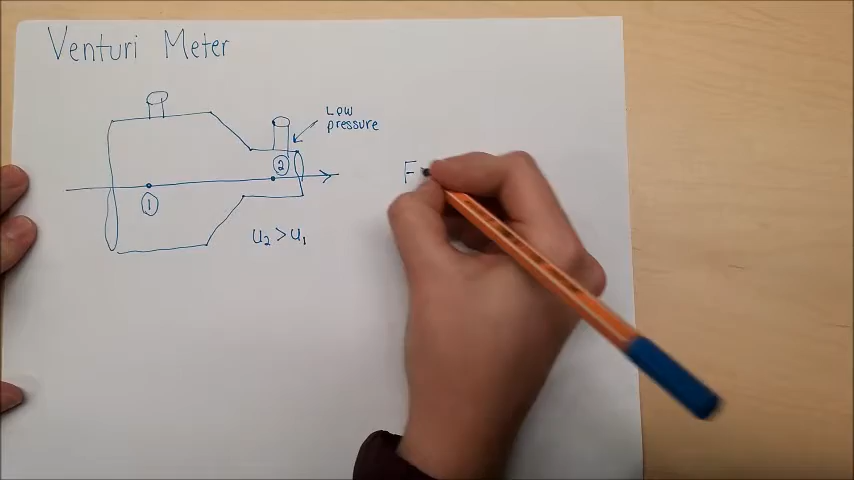 Venturi Meter
Low
pressure
2
1
u₂ > u₁
F